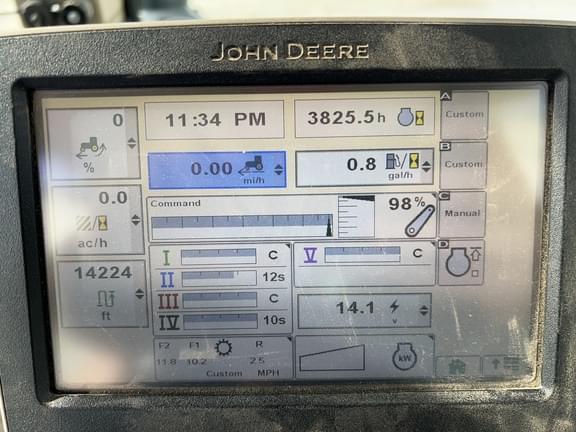 JOHN DEERE
0
%
11:34 PM
3825.5 h
A
Custom
0.00
mi/h
0.8
gal/h
B
Custom
0.0
ac/h
Command
98%
C
Manual
14224
ft
I C
II 12s
III C
IV 10s
V C
D
14.1
V
F2 F1 R
11.8 10.2 2.5
Custom MPH
kW